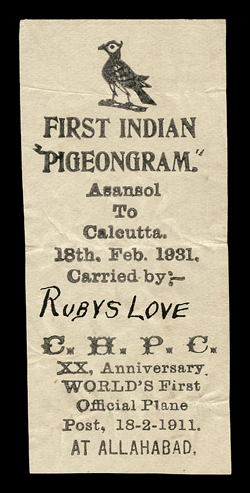 FIRST INDIAN
"PIGEONGRAM."
Asansol
To
Calcutta.
18th. Feb. 1931.
Carried by:—
RUBYS LOVE
C. H. P. C.
XX, Anniversary.
WORLD'S First
Official Plane
Post, 18-2-1911.
AT ALLAHABAD,